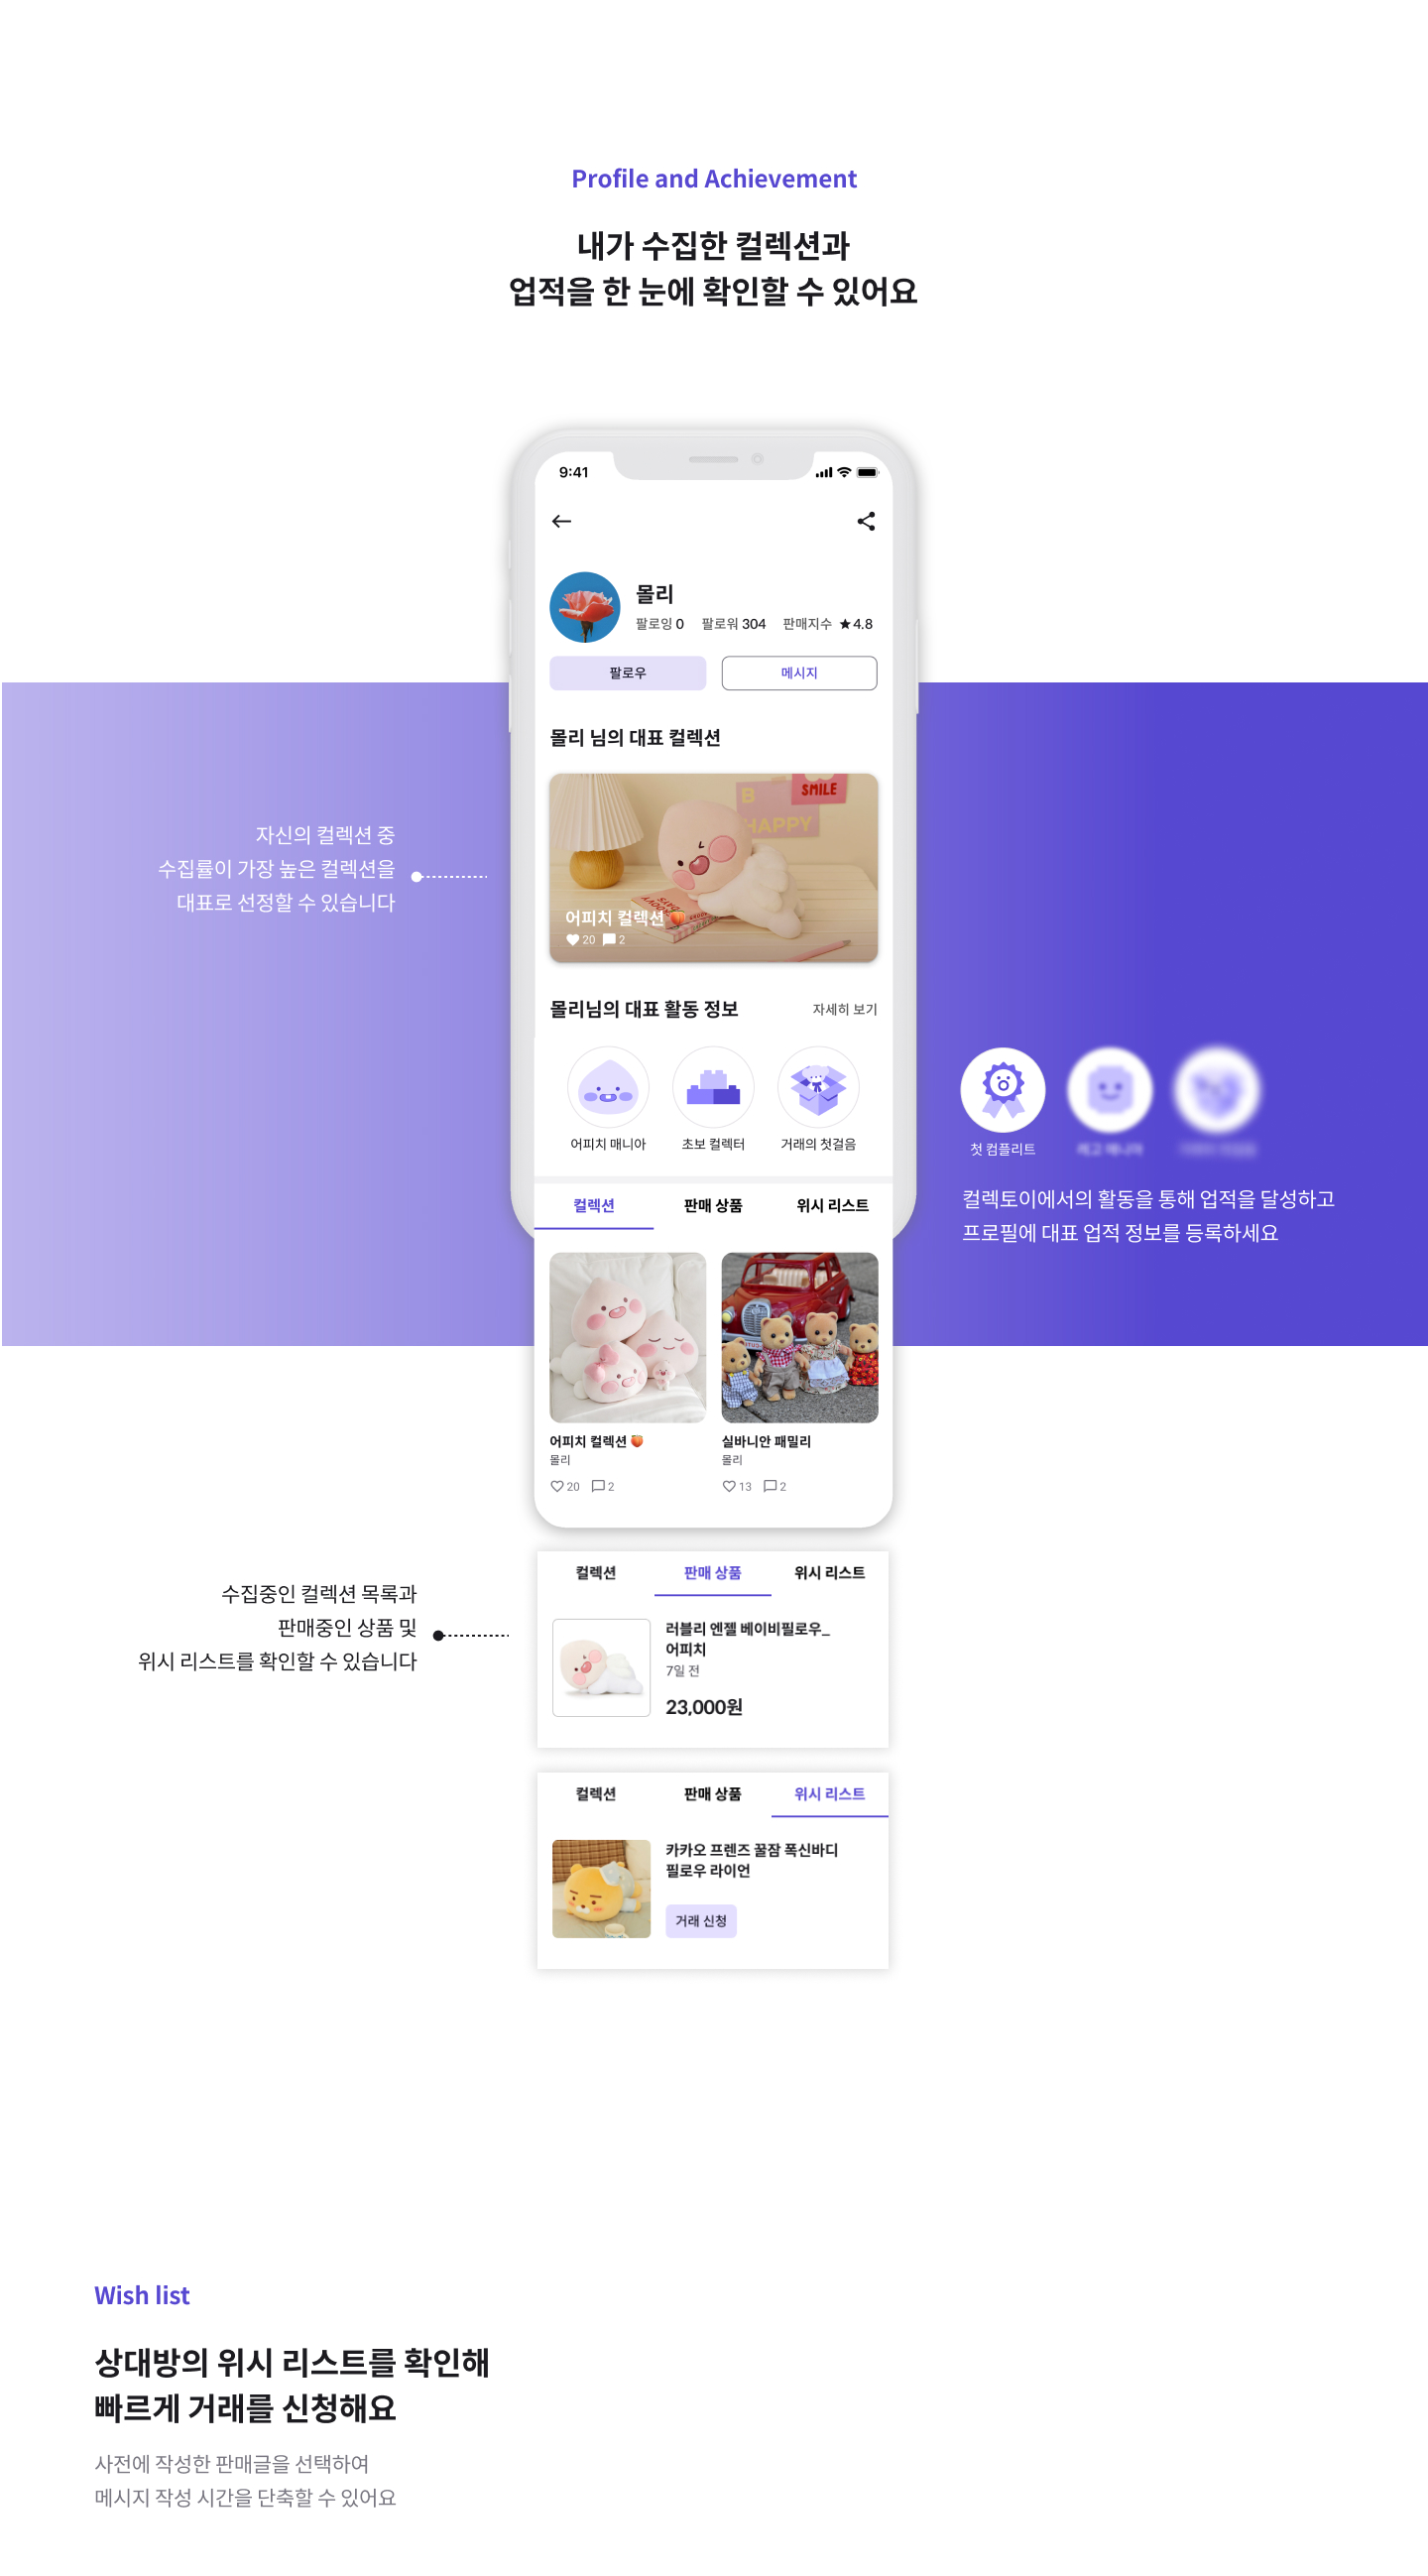 Profile and Achievement
내가 수집한 컬렉션과
업적을 한 눈에 확인할 수 있어요
9:41
몰리
팔로잉 0 팔로워 304 판매지수 ★4.8
팔로우 메시지
몰리 님의 대표 컬렉션
B
SMILE
HAPPY
어피치 컬렉션 🍑
20 2
자신의 컬렉션 중
수집률이 가장 높은 컬렉션을
대표로 선정할 수 있습니다
몰리님의 대표 활동 정보 자세히 보기
어피치 매니아 초보 컬렉터 거래의 첫걸음
첫 컴플리트
컬렉토이에서의 활동을 통해 업적을 달성하고
프로필에 대표 업적 정보를 등록하세요
컬렉션 판매 상품 위시 리스트
어피치 컬렉션 🍑 실바니안 패밀리
몰리 몰리
20 2 13 2
수집중인 컬렉션 목록과
판매중인 상품 및
위시 리스트를 확인할 수 있습니다
컬렉션 판매 상품 위시 리스트
러블리 엔젤 베이비필로우_
어피치
7일 전
23,000원
컬렉션 판매 상품 위시 리스트
카카오 프렌즈 꿀잠 폭신바디
필로우 라이언
거래 신청
Wish list
상대방의 위시 리스트를 확인해
빠르게 거래를 신청해요
사전에 작성한 판매글을 선택하여
메시지 작성 시간을 단축할 수 있어요